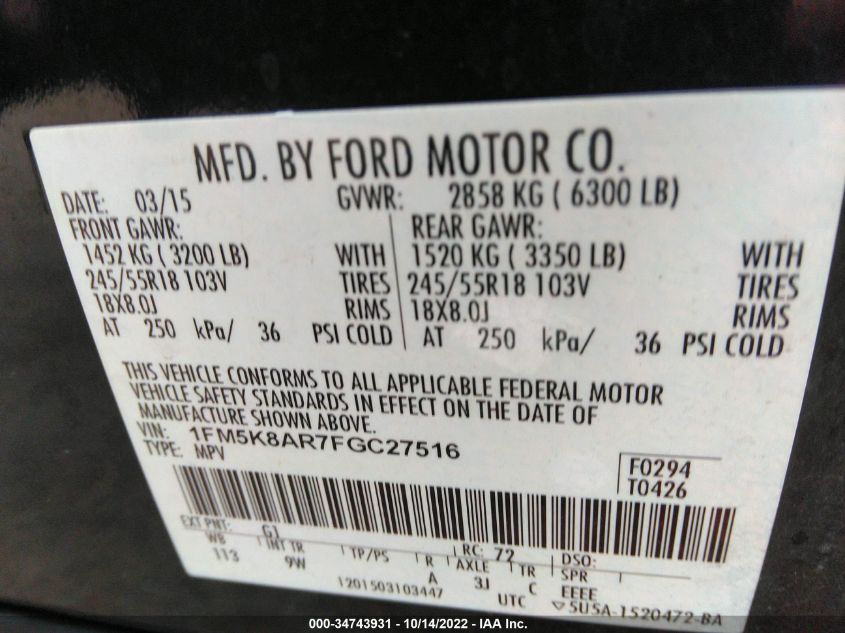 MFD. BY FORD MOTOR CO.
DATE: 03/15 GVWR: 2858 KG ( 6300 LB)
FRONT GAWR: REAR GAWR:
1452 KG ( 3200 LB) WITH 1520 KG ( 3350 LB) WITH
245/55R18 103V TIRES 245/55R18 103V TIRES
18X8.0J RIMS 18X8.0J RIMS
AT 250 kPa/ 36 PSI COLD AT 250 kPa/ 36 PSI COLD
THIS VEHICLE CONFORMS TO ALL APPLICABLE FEDERAL MOTOR
VEHICLE SAFETY STANDARDS IN EFFECT ON THE DATE OF
MANUFACTURE SHOWN ABOVE.
VIN: 1FM5K8AR7FGC27516
TYPE: MPV
F0294
T0426
EXT PNT: G1 RC: 72 DSO:
WB INT TR TP/PS R AXLE TR SPR
113 9W A 3J C EEEE
1201503103447 UTC ▽5U5A-1520472-BA
000-34743931 - 10/14/2022 - IAA Inc.